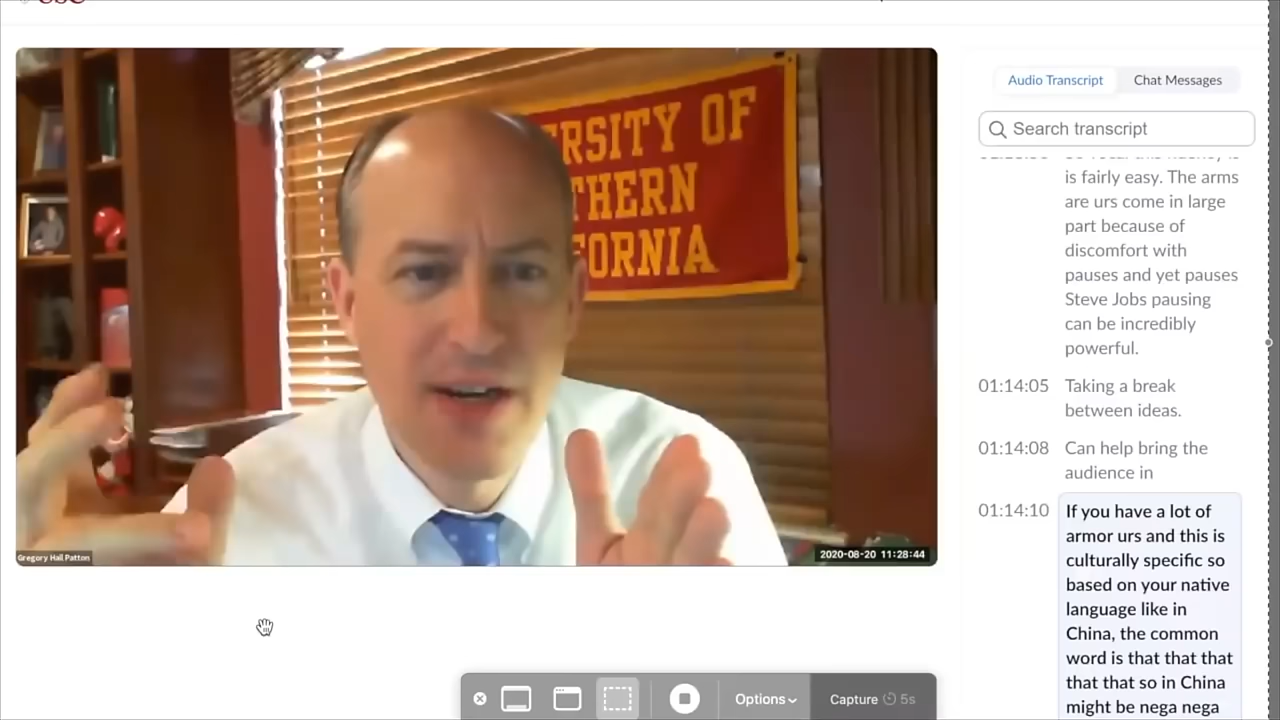 USC
RSITY OF
THERN
FORNIA
Gregory Hall Patton
2020-08-20 11:28:44
Audio Transcript
Chat Messages
Search transcript
is fairly easy. The arms
are urs come in large
part because of
discomfort with
pauses and yet pauses
Steve Jobs pausing
can be incredibly
powerful.
01:14:05 Taking a break
between ideas.
01:14:08 Can help bring the
audience in
01:14:10 If you have a lot of
armor urs and this is
culturally specific so
based on your native
language like in
China, the common
word is that that that
that that so in China
might be nega nega
Options
Capture 5s